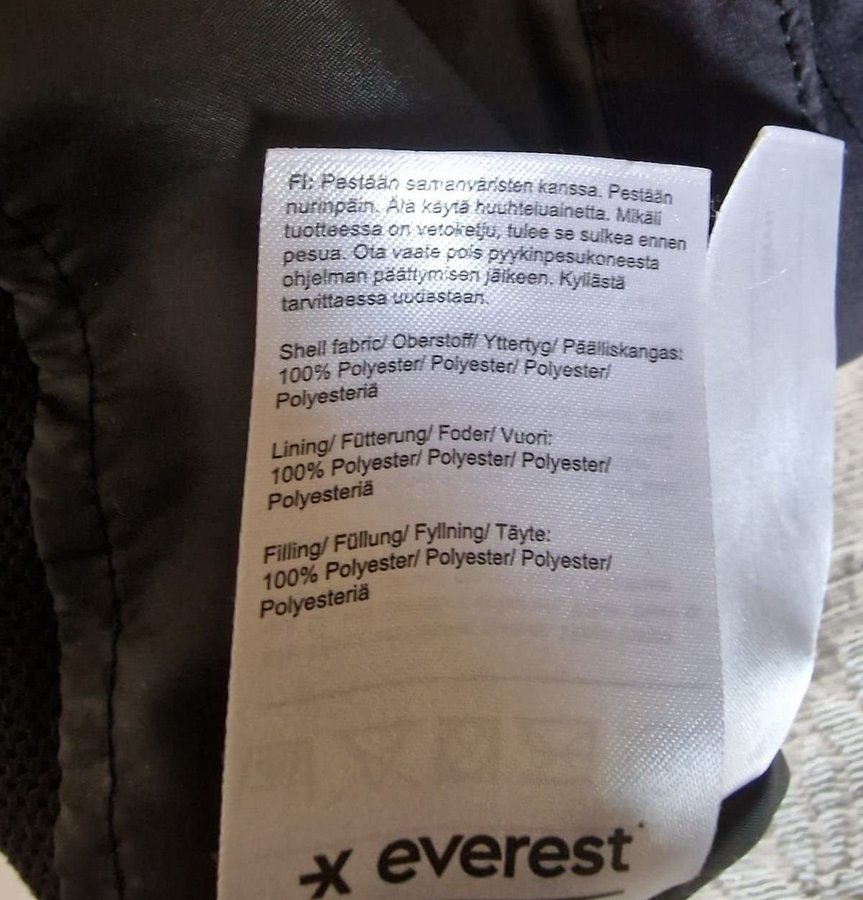 FI: Pestään samanväristen kanssa. Pestään
nurinpäin. Älä käytä huuhteluainetta. Mikäli
tuotteessa on vetoketju, tulee se sulkea ennen
pesua. Ota vaate pois pyykinpesukoneesta
ohjelman päättymisen jälkeen. Kyllästä
tarvittaessa uudestaan.
Shell fabric/ Oberstoff/ Yttertyg/ Päälliskangas:
100% Polyester/ Polyester/ Polyester/
Polyesteriä
Lining/ Fütterung/ Foder/ Vuori:
100% Polyester/ Polyester/ Polyester/
Polyesteriä
Filling/ Füllung/ Fyllning/ Täyte:
100% Polyester/ Polyester/ Polyester/
Polyesteriä
everest